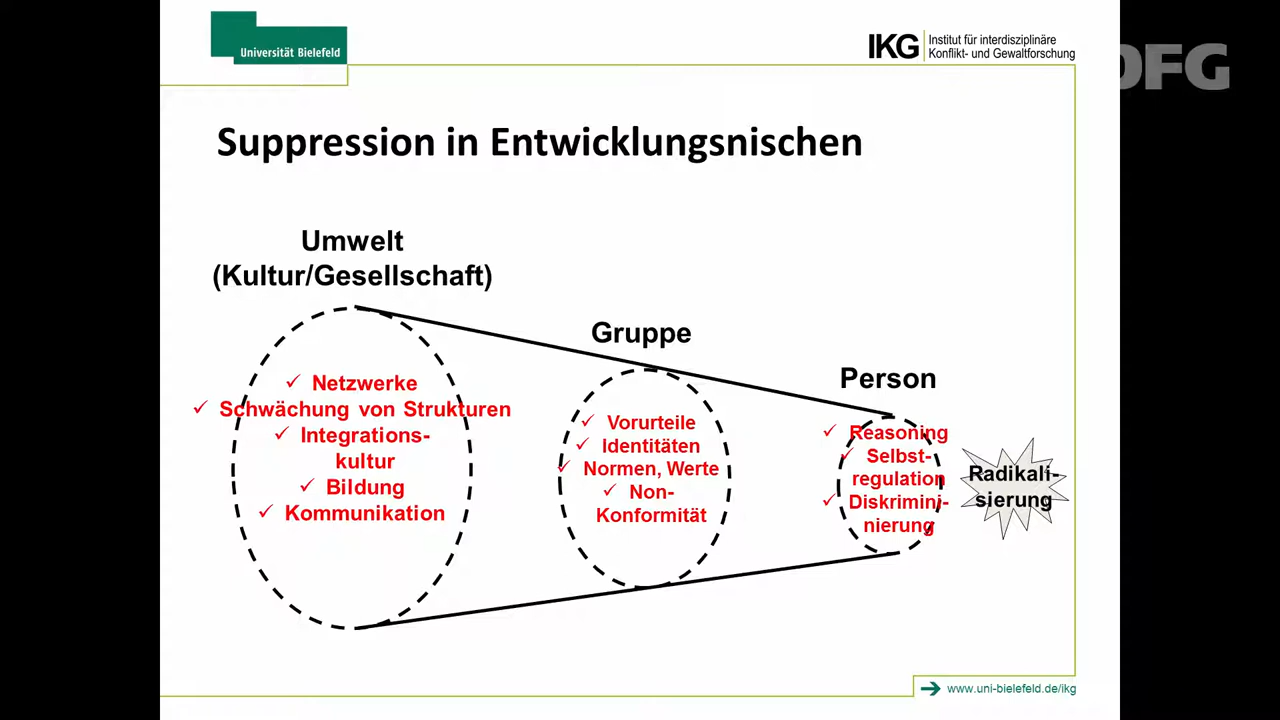 Universität Bielefeld
IKG
Institut für interdisziplinäre
Konflikt- und Gewaltforschung
DFG
Suppression in Entwicklungsnischen
Umwelt
(Kultur/Gesellschaft)
✓ Netzwerke
✓ Schwächung von Strukturen
✓ Integrations-
kultur
✓ Bildung
✓ Kommunikation
Gruppe
✓ Vorurteile
✓ Identitäten
✓ Normen, Werte
✓ Non-
Konformität
Person
✓ Reasoning
✓ Selbst-
regulation
✓ Diskrimini-
nierung
Radikali-
sierung
www.uni-bielefeld.de/ikg